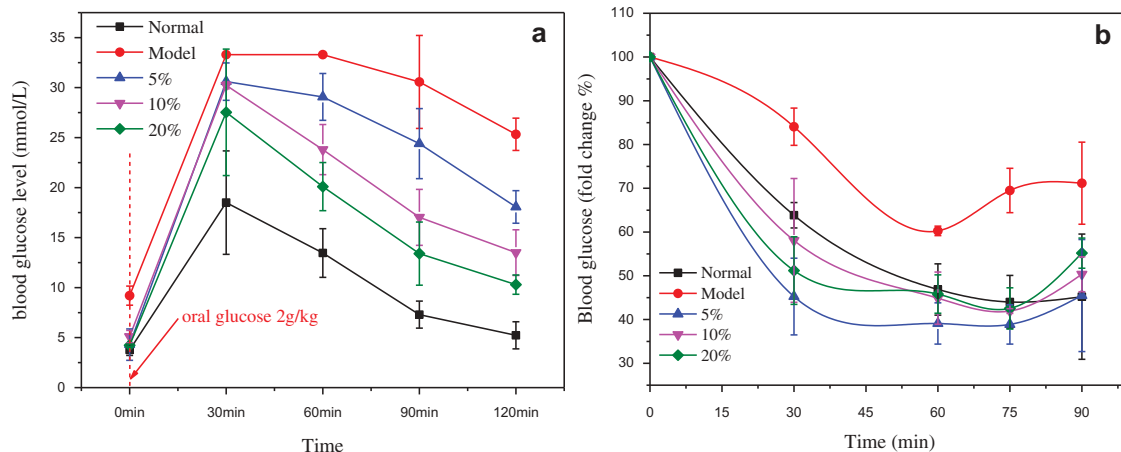 a
Normal
Model
5%
10%
20%
oral glucose 2g/kg
blood glucose level (mmol/L)
35
30
25
20
15
10
5
0
0min 30min 60min 90min 120min
Time
b
Normal
Model
5%
10%
20%
Blood glucose (fold change %)
110
100
90
80
70
60
50
40
30
0 15 30 45 60 75 90
Time (min)